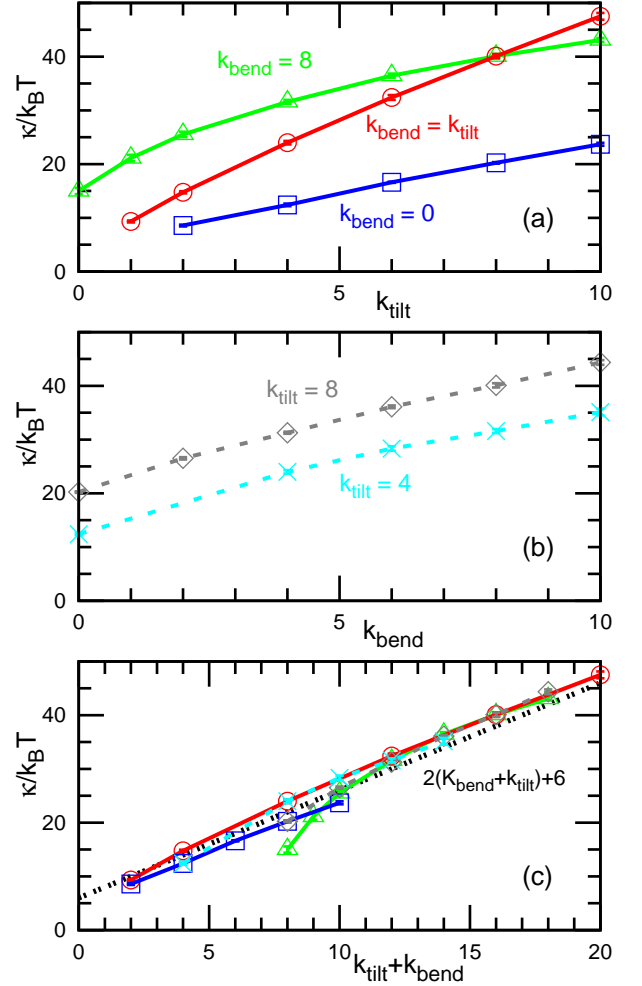 κ/k_BT
40
20
0
k_bend = 8
k_bend = k_tilt
k_bend = 0
(a)
0 5 10
k_tilt
κ/k_BT
40
20
0
k_tilt = 8
k_tilt = 4
(b)
0 5 10
k_bend
κ/k_BT
40
30
20
10
0
2(K_bend+k_tilt)+6
(c)
0 5 10 15 20
k_tilt+k_bend